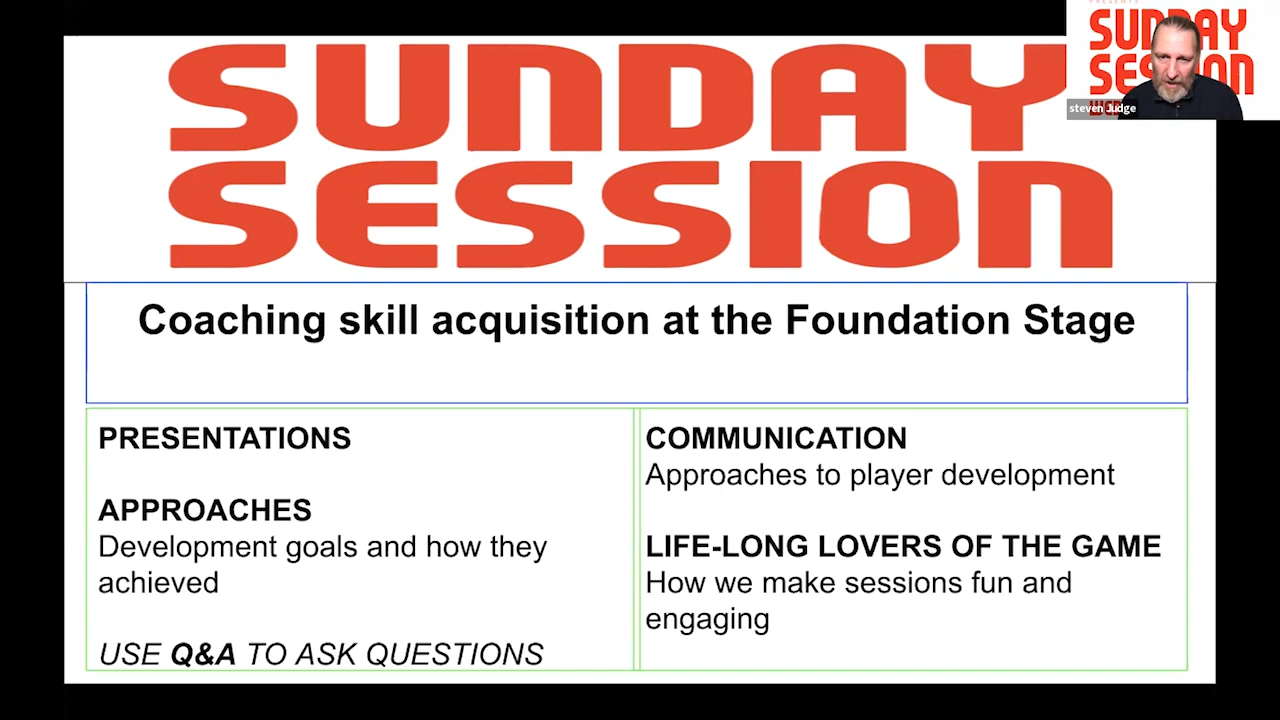 SUNDAY
SESSION
PRESENTS
SUNDAY
SESSION
steven Judge
Coaching skill acquisition at the Foundation Stage
PRESENTATIONS
APPROACHES
Development goals and how they
achieved
USE Q&A TO ASK QUESTIONS
COMMUNICATION
Approaches to player development
LIFE-LONG LOVERS OF THE GAME
How we make sessions fun and
engaging